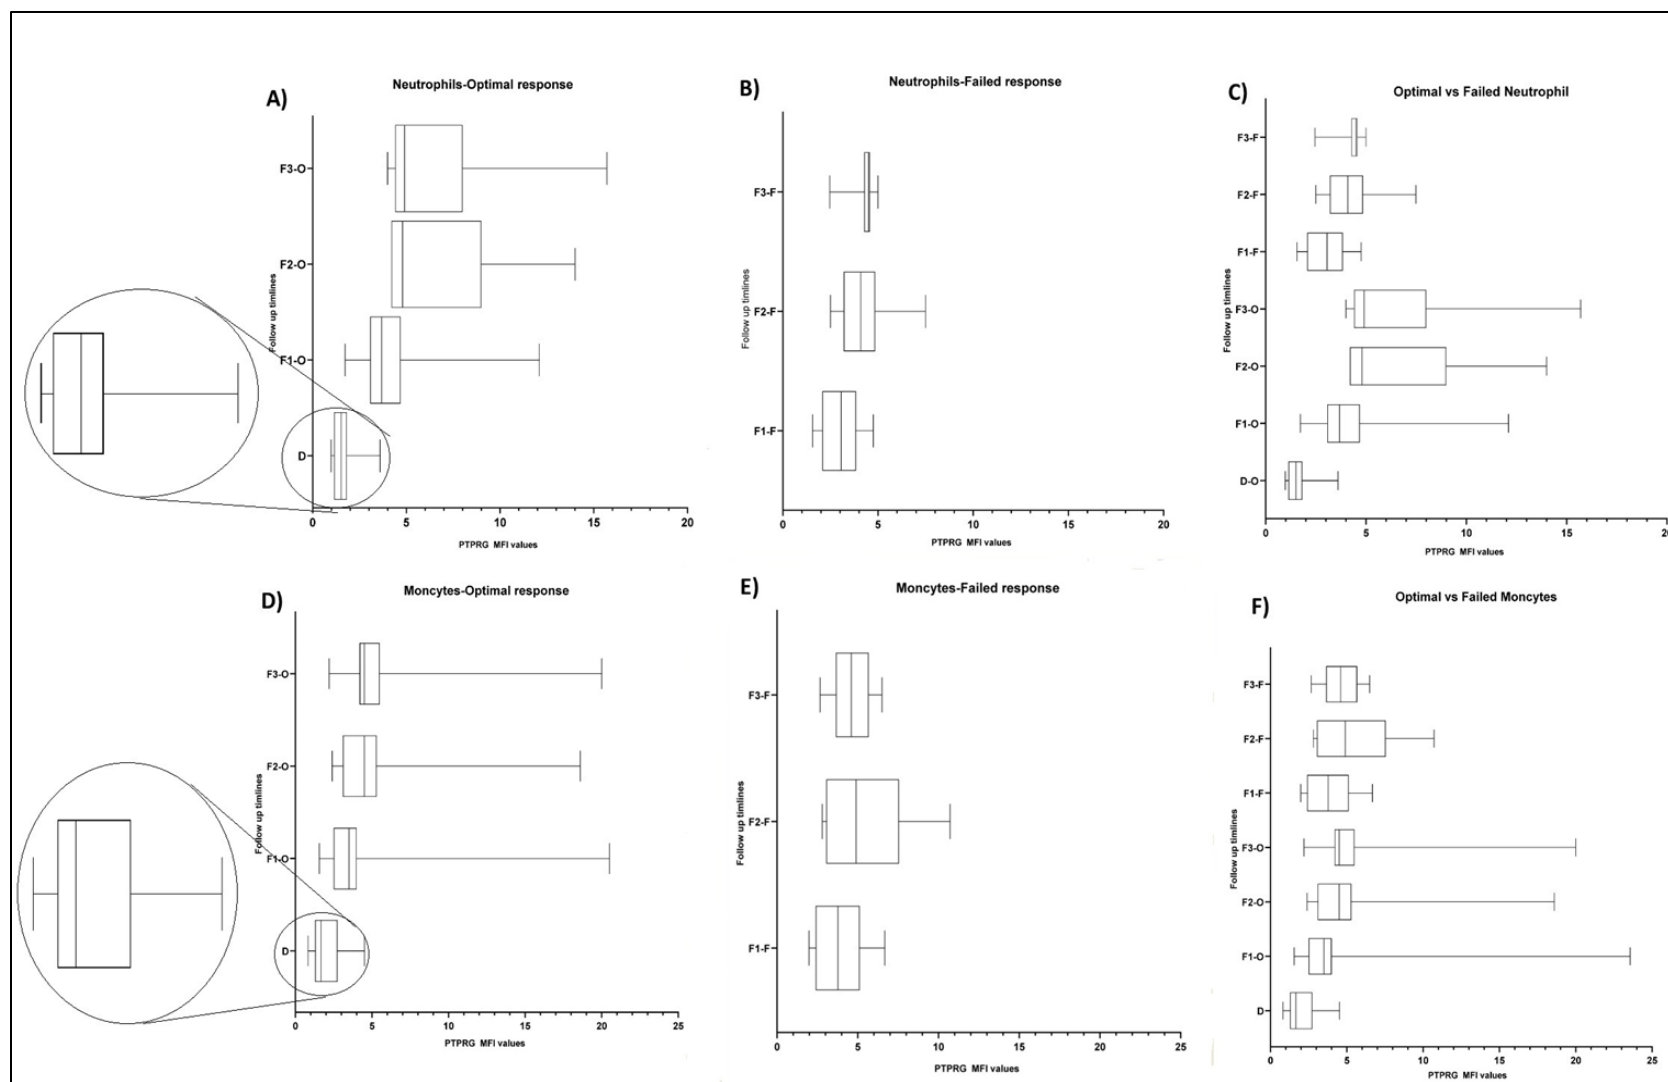 A)
Neutrophils-Optimal response
F3-O
F2-O
F1-O
D
Follow up timlines
0 5 10 15 20
PTPRG MFI values
B)
Neutrophils-Failed response
F3-F
F2-F
F1-F
Follow up timlines
0 5 10 15 20
PTPRG MFI values
C)
Optimal vs Failed Neutrophil
F3-F
F2-F
F1-F
F3-O
F2-O
F1-O
D-O
Follow up timlines
0 5 10 15 20
PTPRG MFI values
D)
Moncytes-Optimal response
F3-O
F2-O
F1-O
D
Follow up timlines
0 5 10 15 20 25
PTPRG MFI values
E)
Moncytes-Failed response
F3-F
F2-F
F1-F
Follow up timlines
0 5 10 15 20 25
PTPRG MFI values
F)
Optimal vs Failed Moncytes
F3-F
F2-F
F1-F
F3-O
F2-O
F1-O
D
Follow up timlines
0 5 10 15 20 25
PTPRG MFI values